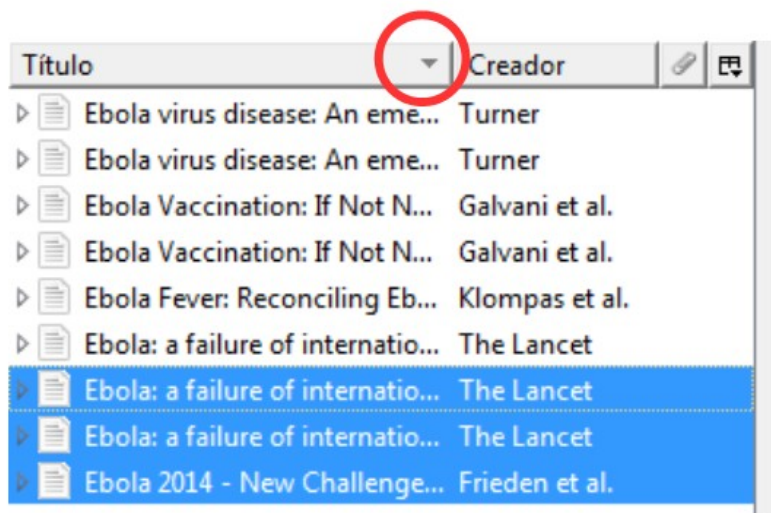 Título Creador
Ebola virus disease: An eme... Turner
Ebola virus disease: An eme... Turner
Ebola Vaccination: If Not N... Galvani et al.
Ebola Vaccination: If Not N... Galvani et al.
Ebola Fever: Reconciling Eb... Klompas et al.
Ebola: a failure of internatio... The Lancet
Ebola: a failure of internatio... The Lancet
Ebola: a failure of internatio... The Lancet
Ebola 2014 - New Challenge... Frieden et al.